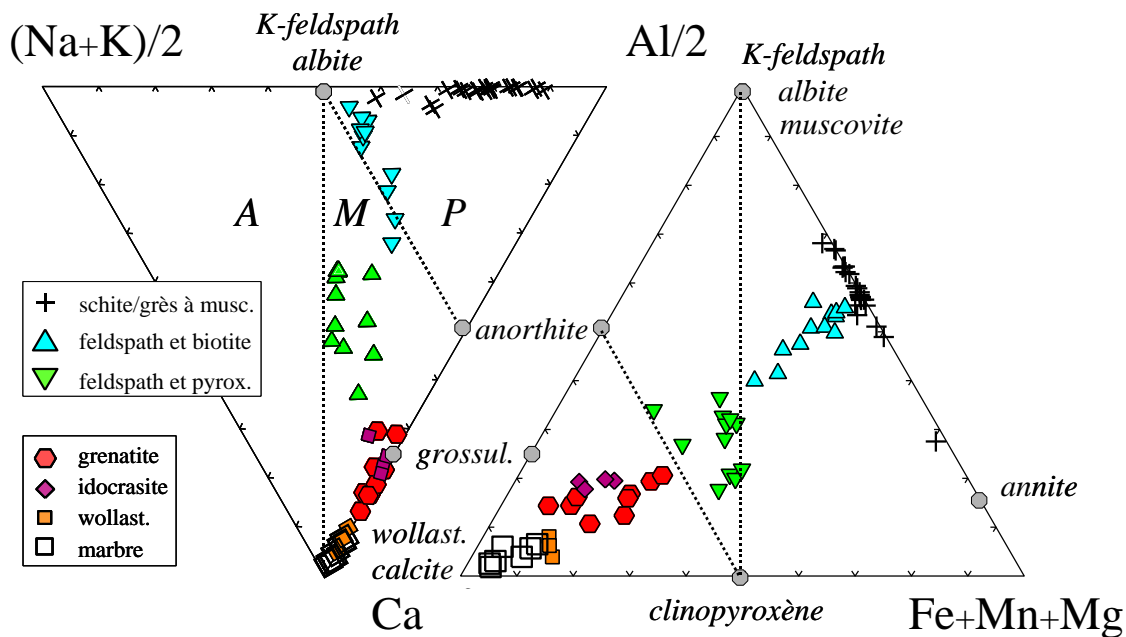 (Na+K)/2
K-feldspath
albite
Al/2
K-feldspath
albite
muscovite
A
M
P
schite/grès à musc.
feldspath et biotite
feldspath et pyrox.
anorthite
grenatite
idocrasite
wollast.
marbre
grossul.
annite
wollast.
calcite
Ca
clinopyroxène
Fe+Mn+Mg